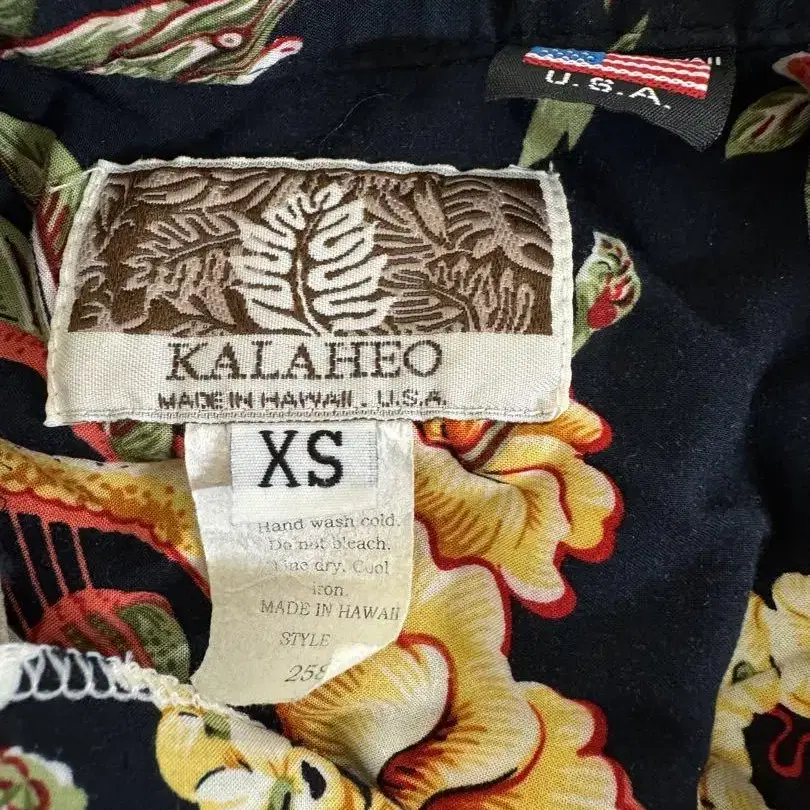 U.S.A.
KALAHEO
MADE IN HAWAII . U.S.A.
XS
Hand wash cold.
Do not bleach.
Line dry. Cool
iron.
MADE IN HAWAII
STYLE
258